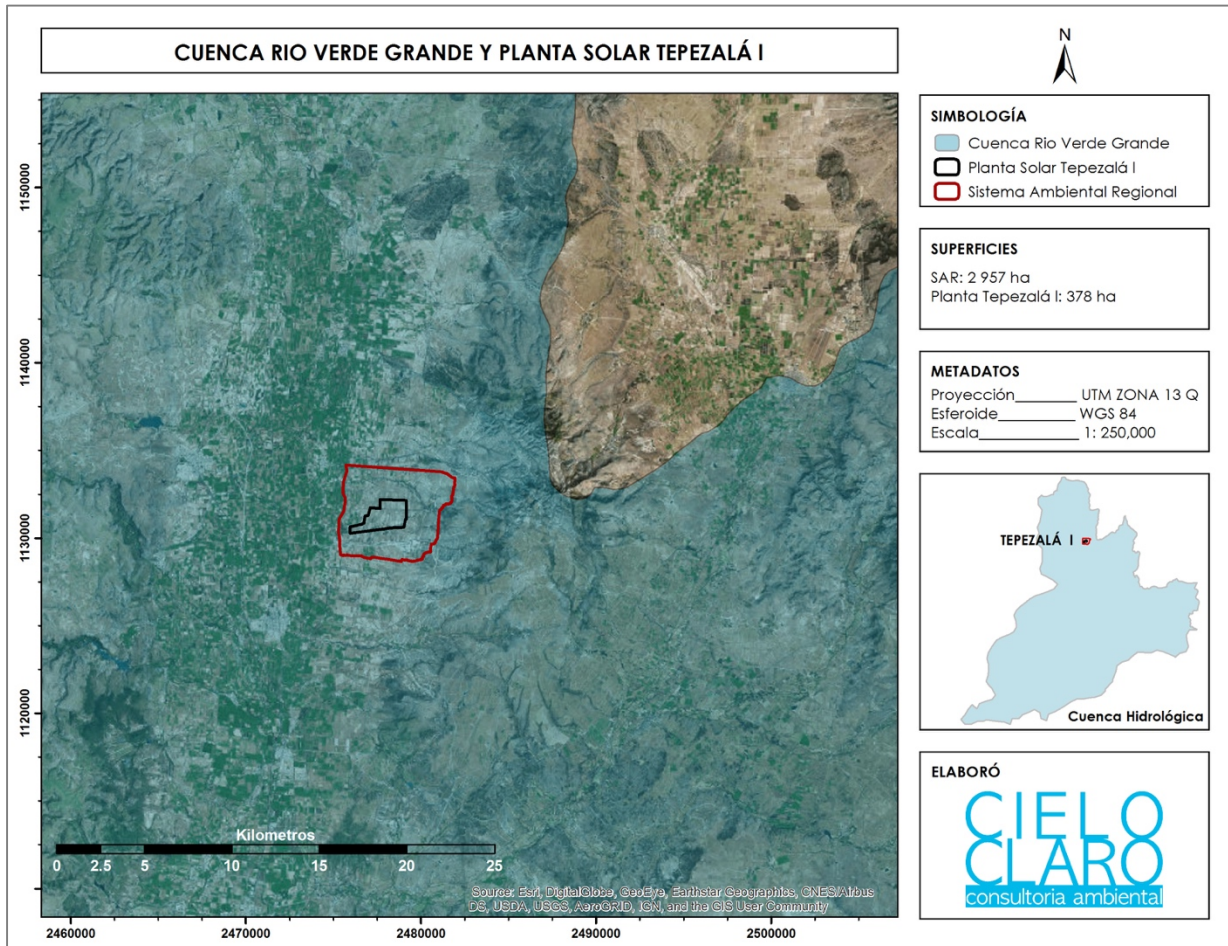 CUENCA RIO VERDE GRANDE Y PLANTA SOLAR TEPEZALÁ I
N
SIMBOLOGÍA
Cuenca Rio Verde Grande
Planta Solar Tepezalá I
Sistema Ambiental Regional
SUPERFICIES
SAR: 2 957 ha
Planta Tepezalá I: 378 ha
METADATOS
Proyección________ UTM ZONA 13 Q
Esferoide________ WGS 84
Escala____________ 1: 250,000
TEPEZALÁ I
Cuenca Hidrológica
ELABORÓ
CIELO
CLARO
consultoria ambiental
1150000
1140000
1130000
1120000
Kilometros
0 2.5 5 10 15 20 25
Source: Esri, DigitalGlobe, GeoEye, Earthstar Geographics, CNES/Airbus
DS, USDA, USGS, AeroGRID, IGN, and the GIS User Community
2460000 2470000 2480000 2490000 2500000